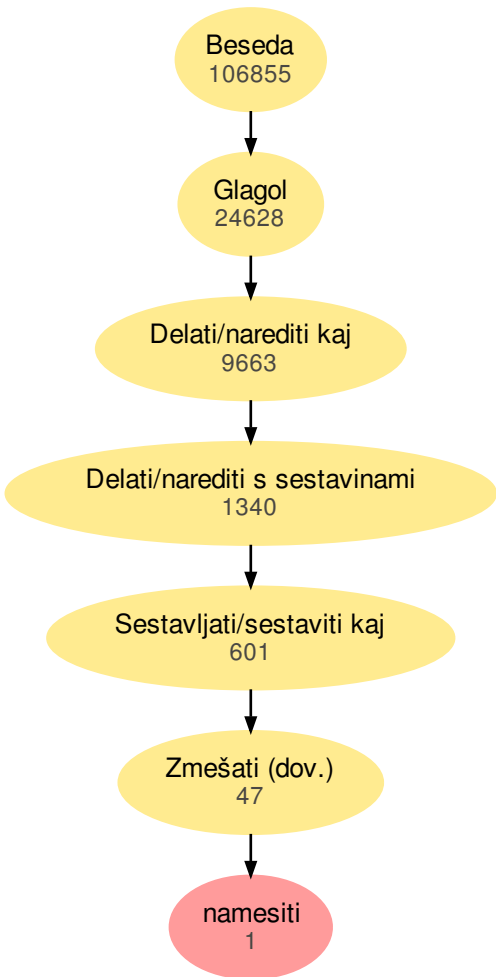 Beseda
106855
Glagol
24628
Delati/narediti kaj
9663
Delati/narediti s sestavinami
1340
Sestavljati/sestaviti kaj
601
Zmešati (dov.)
47
namesiti
1